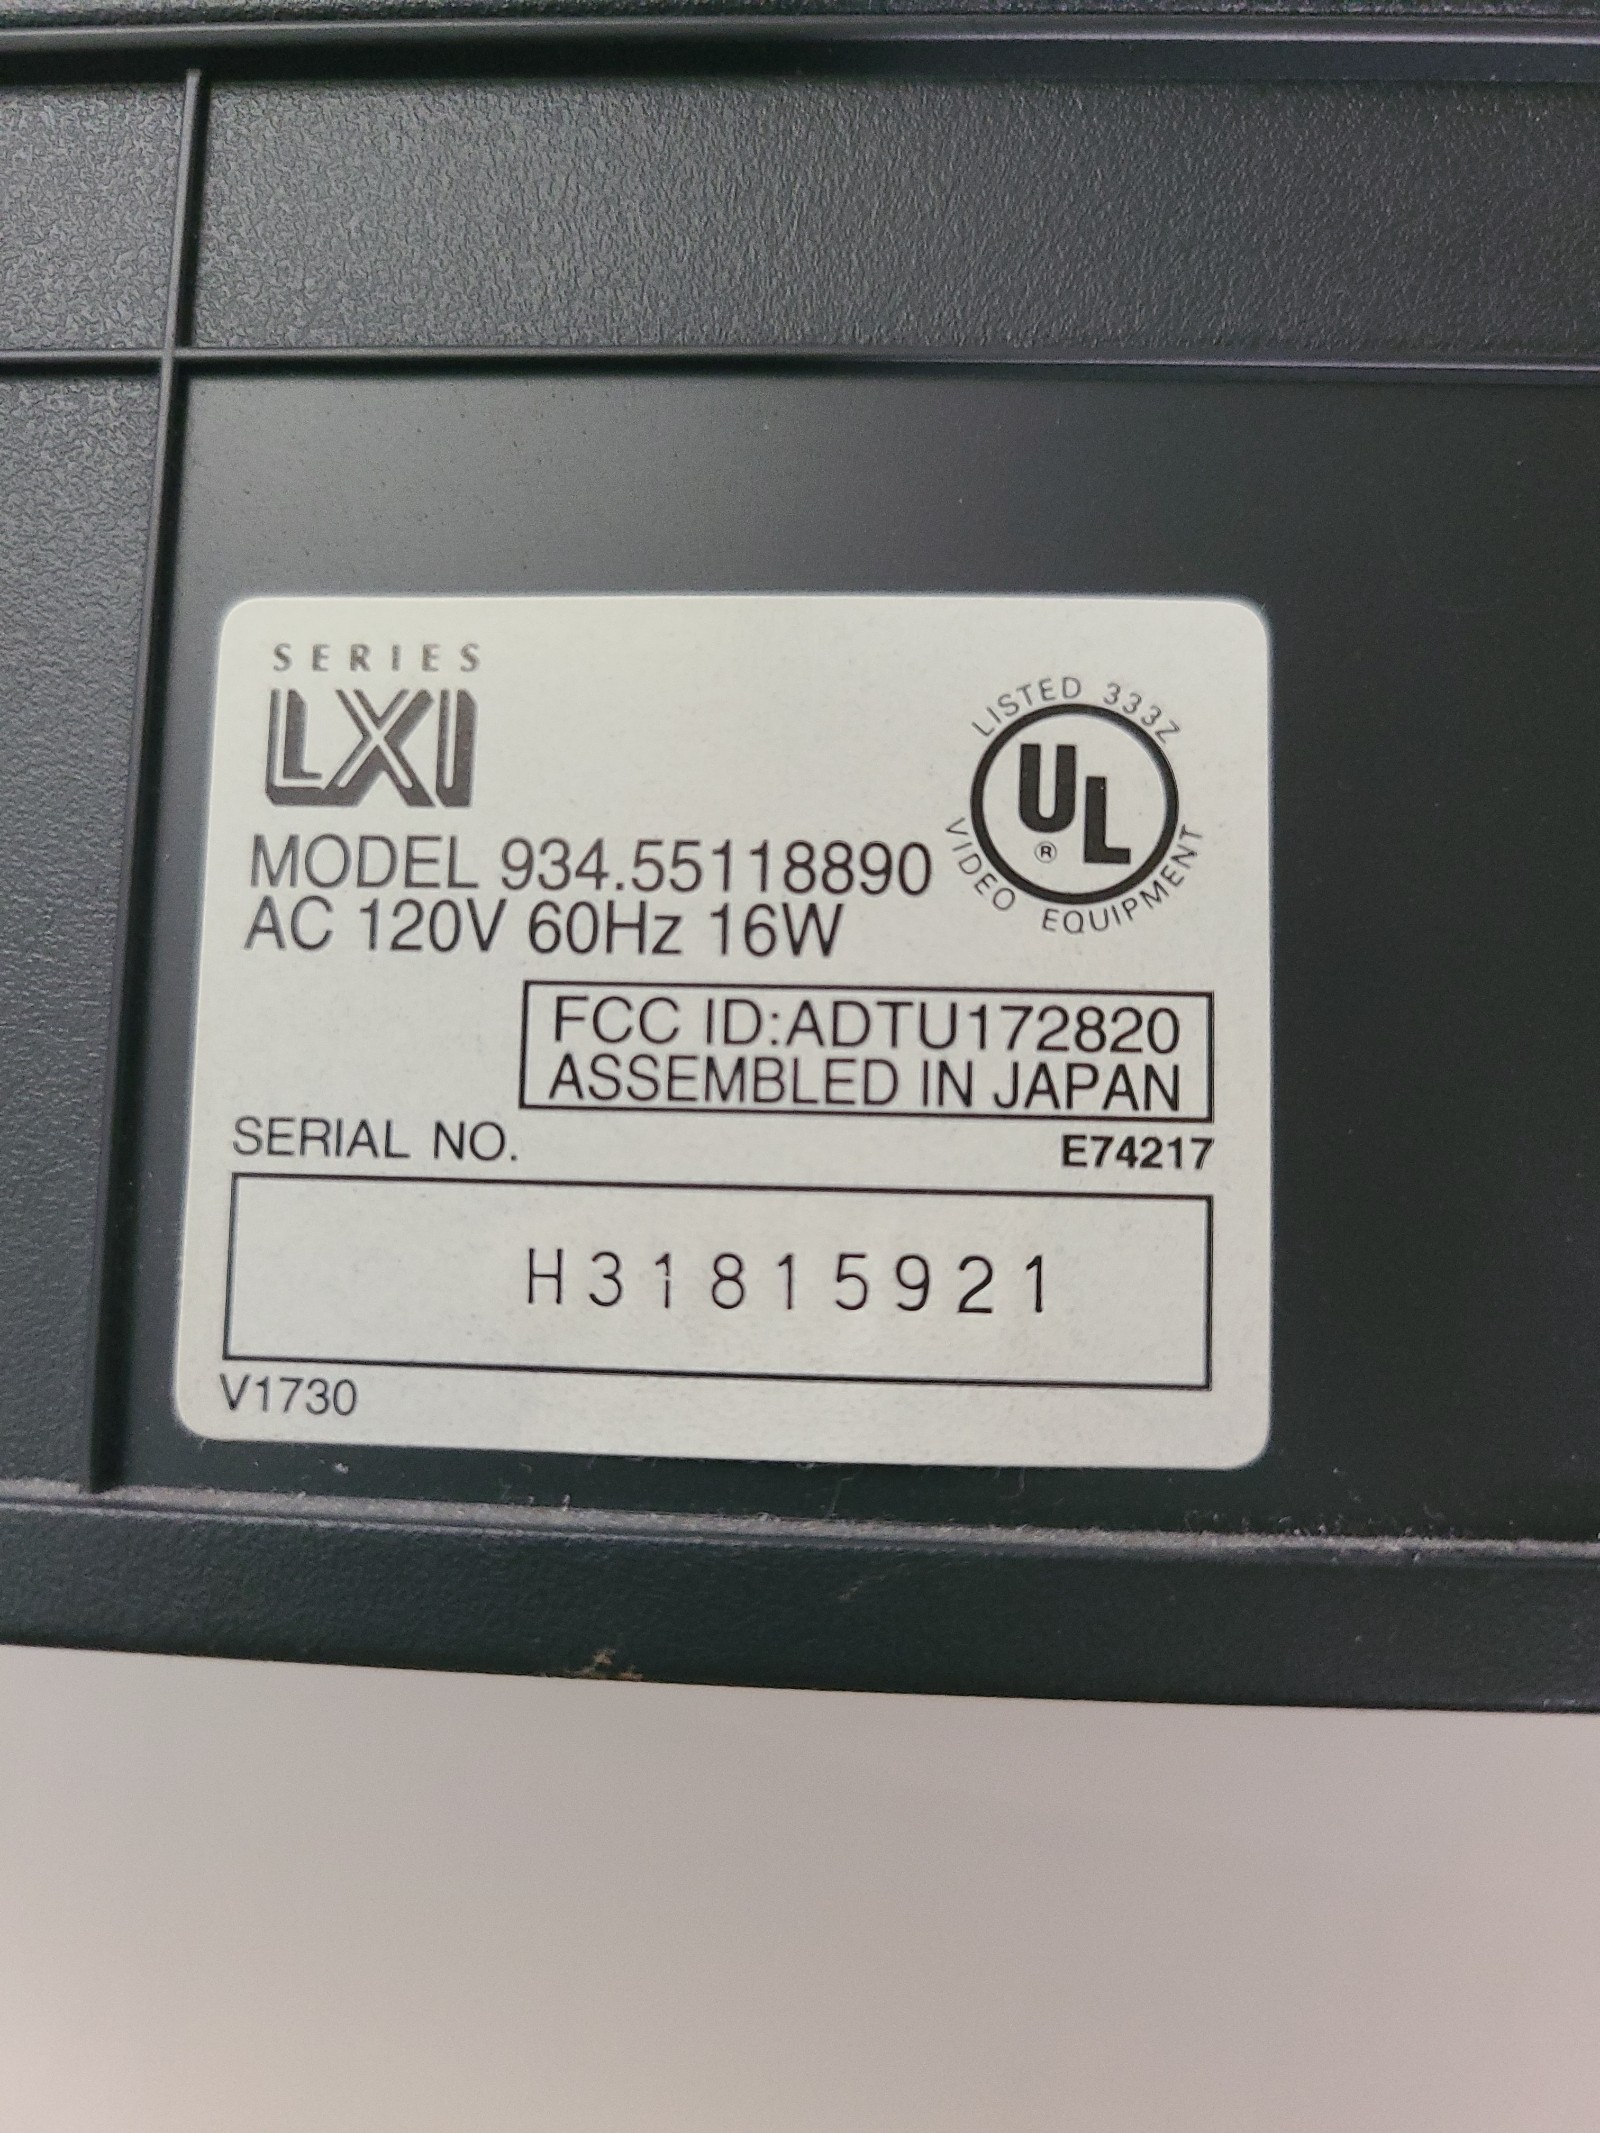 SERIES
LXI
LISTED 333Z
UL
®
VIDEO EQUIPMENT
MODEL 934.55118890
AC 120V 60Hz 16W
FCC ID:ADTU172820
ASSEMBLED IN JAPAN
SERIAL NO.
E74217
H31815921
V1730